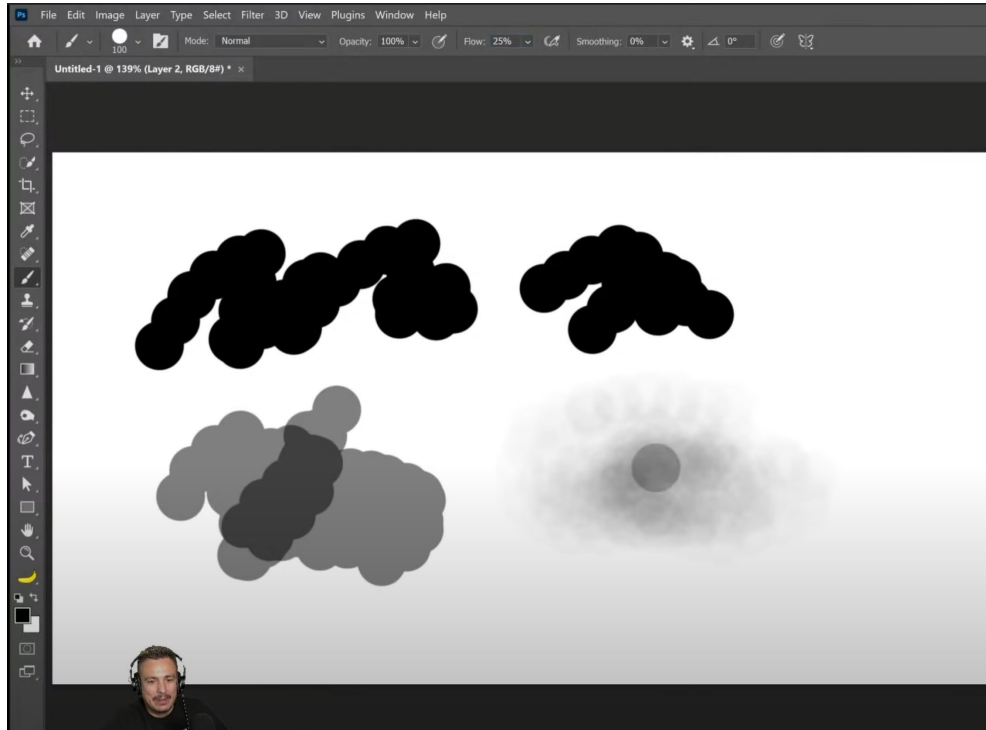 Ps File Edit Image Layer Type Select Filter 3D View Plugins Window Help
100 Mode: Normal Opacity: 100% Flow: 25% Smoothing: 0% 0°
Untitled-1 @ 139% (Layer 2, RGB/8#) * ×
T